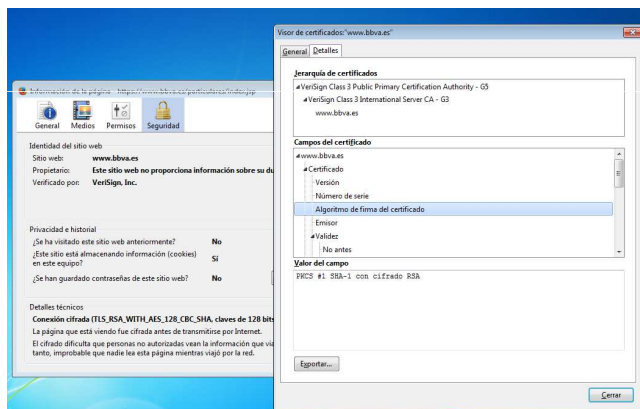 Visor de certificados:"www.bbva.es"
General Detalles
Jerarquía de certificados
VeriSign Class 3 Public Primary Certification Authority - G5
VeriSign Class 3 International Server CA - G3
www.bbva.es
Campos del certificado
www.bbva.es
Certificado
Versión
Número de serie
Algoritmo de firma del certificado
Emisor
Validez
No antes
Valor del campo
PKCS #1 SHA-1 con cifrado RSA
Exportar...
Cerrar
Información de la página - https://www.bbva.es/particulares/index.jsp
General Medios Permisos Seguridad
Identidad del sitio web
Sitio web: www.bbva.es
Propietario: Este sitio web no proporciona información sobre su du
Verificado por: VeriSign, Inc.
Privacidad e historial
¿Se ha visitado este sitio web anteriormente? No
¿Este sitio está almacenando información (cookies) Sí
en este equipo?
¿Se han guardado contraseñas de este sitio web? No
Detalles técnicos
Conexión cifrada (TLS_RSA_WITH_AES_128_CBC_SHA, claves de 128 bits
La página que está viendo fue cifrada antes de transmitirse por Internet.
El cifrado dificulta que personas no autorizadas vean la información que via
tanto, improbable que nadie lea esta página mientras viajó por la red.